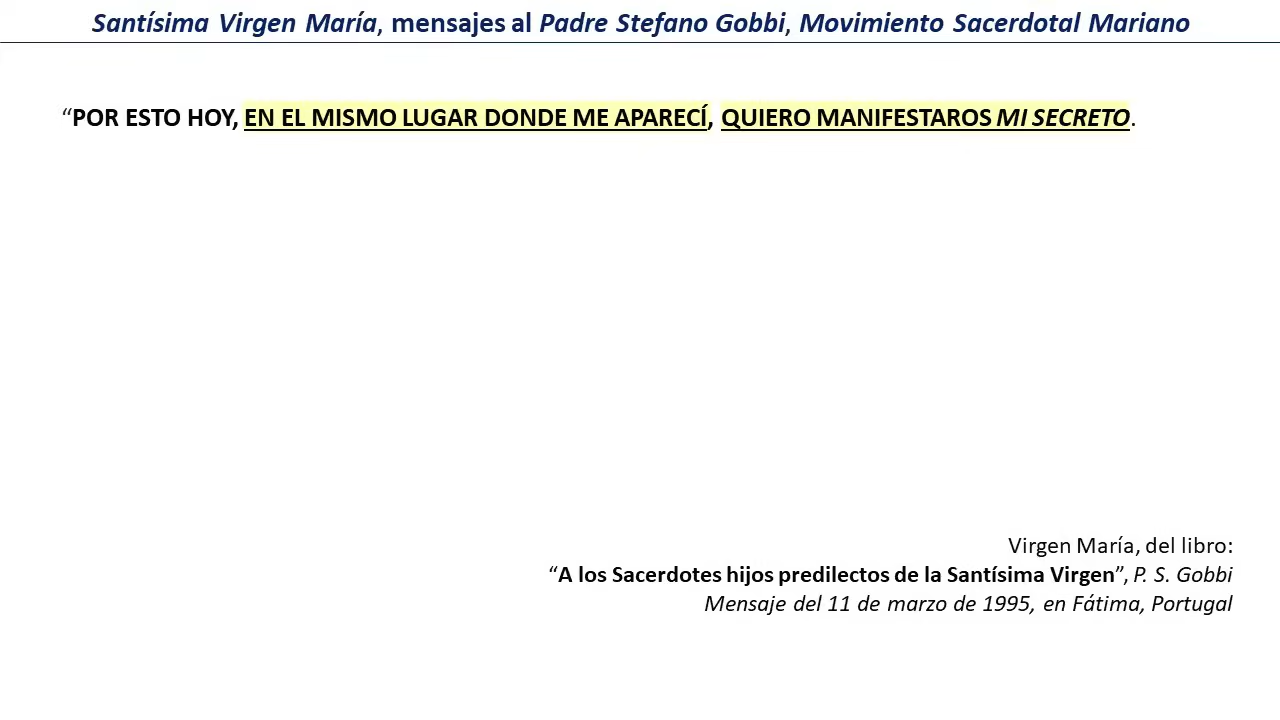 Santísima Virgen María, mensajes al Padre Stefano Gobbi, Movimiento Sacerdotal Mariano
“POR ESTO HOY, EN EL MISMO LUGAR DONDE ME APARECÍ, QUIERO MANIFESTAROS MI SECRETO.
Virgen María, del libro:
“A los Sacerdotes hijos predilectos de la Santísima Virgen”, P. S. Gobbi
Mensaje del 11 de marzo de 1995, en Fátima, Portugal